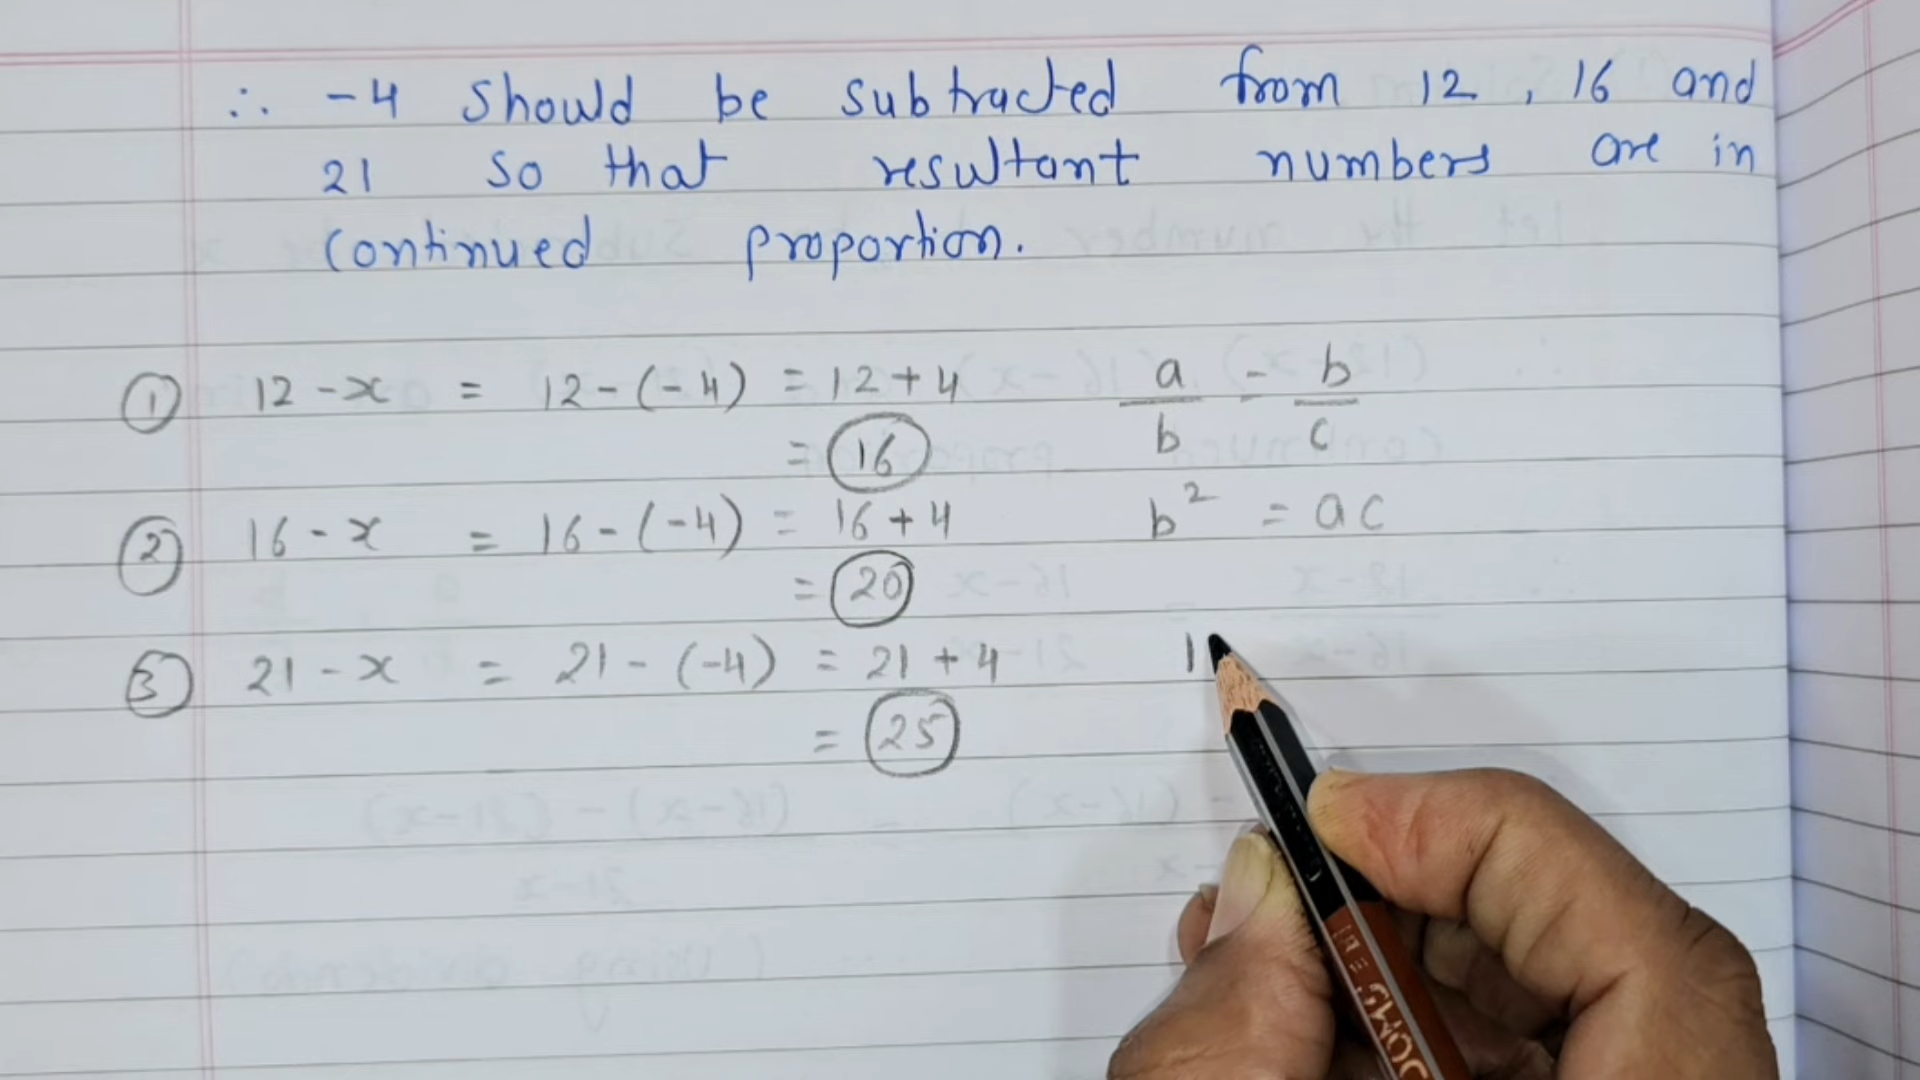 ∴ -4 should be subtracted from 12, 16 and
21 so that resultant numbers are in
continued proportion.
① 12 - x = 12 - (-4) = 12 + 4
= 16
② 16 - x = 16 - (-4) = 16 + 4
= 20
③ 21 - x = 21 - (-4) = 21 + 4
= 25
a/b = b/c
b² = ac
1
DOMS